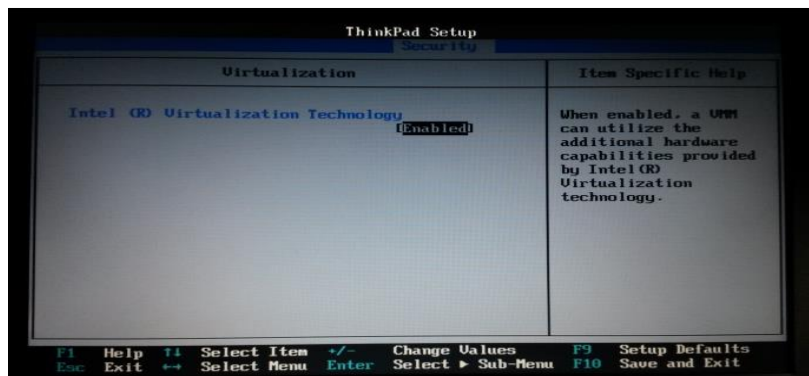 ThinkPad Setup
Security
Virtualization
Item Specific Help
Intel (R) Virtualization Technology
[Enabled]
When enabled, a VMM
can utilize the
additional hardware
capabilities provided
by Intel(R)
Virtualization
technology.
F1 Help ↑↓ Select Item +/- Change Values F9 Setup Defaults
Esc Exit ↔ Select Menu Enter Select ▶ Sub-Menu F10 Save and Exit